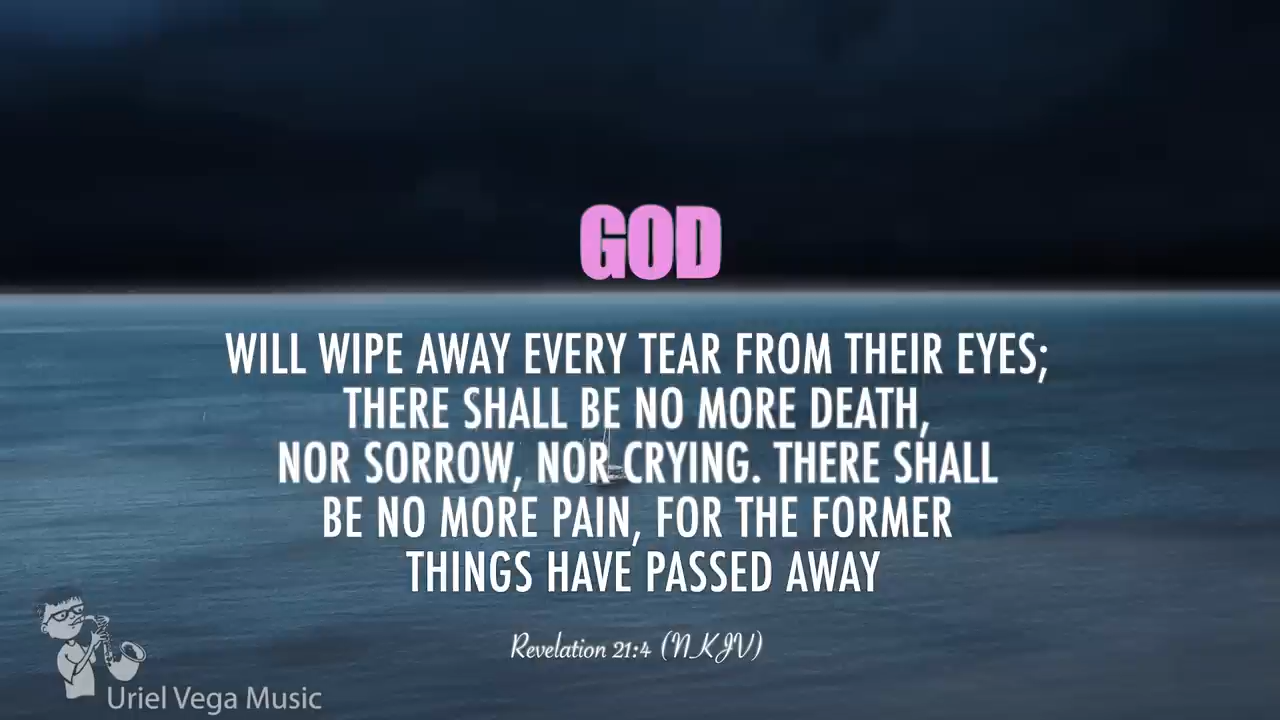 GOD
WILL WIPE AWAY EVERY TEAR FROM THEIR EYES;
THERE SHALL BE NO MORE DEATH,
NOR SORROW, NOR CRYING. THERE SHALL
BE NO MORE PAIN, FOR THE FORMER
THINGS HAVE PASSED AWAY
Revelation 21:4 (NKJV)
Uriel Vega Music